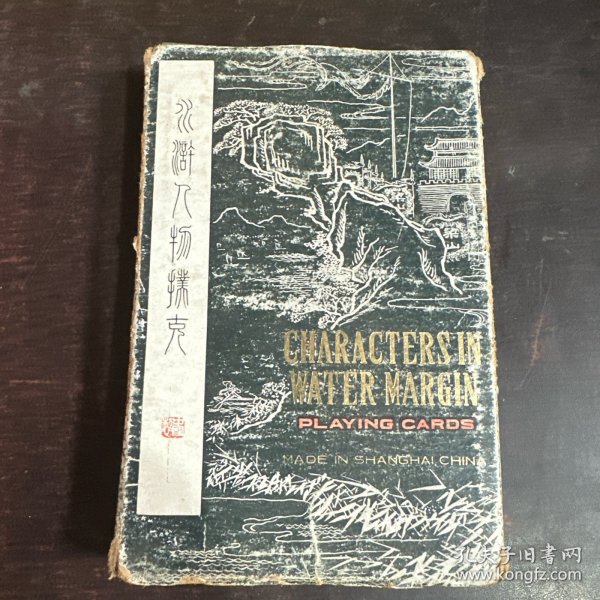 水浒人物扑克
CHARACTERS IN
WATER MARGIN
PLAYING CARDS
MADE IN SHANGHAI, CHINA
孔夫子旧书网
www.kongfz.com